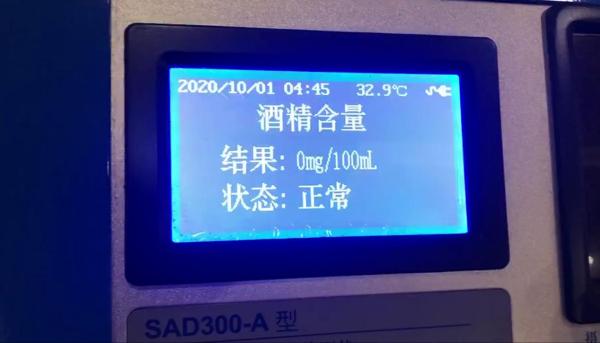 2020/10/01 04:45 32.9℃
酒精含量
结果: 0mg/100mL
状态: 正常
SAD300-A 型